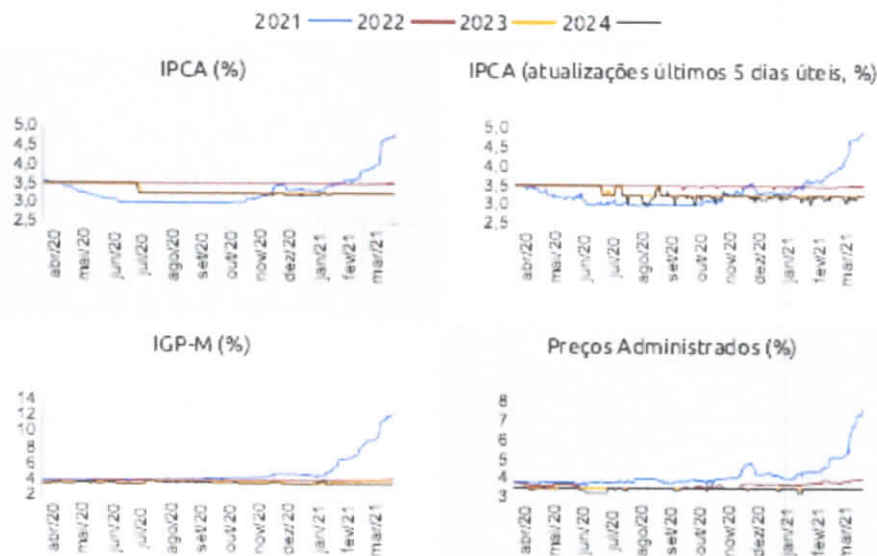 2021 2022 2023 2024
IPCA (%)
5,0
4,5
4,0
3,5
3,0
2,5
abr/20 mai/20 jun/20 jul/20 ago/20 set/20 out/20 nov/20 dez/20 jan/21 fev/21 mar/21
IPCA (atualizações últimos 5 dias úteis, %)
5,0
4,5
4,0
3,5
3,0
2,5
abr/20 mai/20 jun/20 jul/20 ago/20 set/20 out/20 nov/20 dez/20 jan/21 fev/21 mar/21
IGP-M (%)
14
12
10
8
6
4
2
abr/20 mai/20 jun/20 jul/20 ago/20 set/20 out/20 nov/20 dez/20 jan/21 fev/21 mar/21
Preços Administrados (%)
8
7
6
5
4
3
abr/20 mai/20 jun/20 jul/20 ago/20 set/20 out/20 nov/20 dez/20 jan/21 fev/21 mar/21